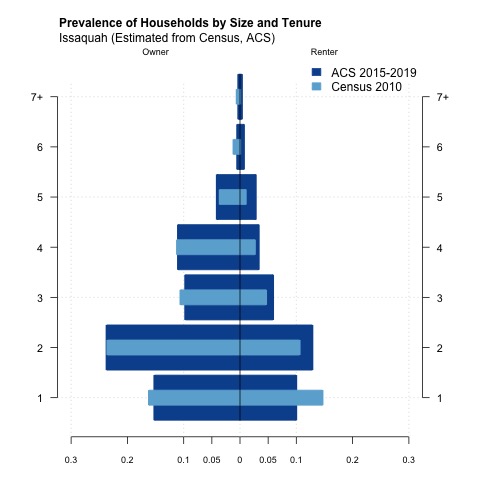 Prevalence of Households by Size and Tenure
Issaquah (Estimated from Census, ACS)
Owner Renter
ACS 2015-2019
Census 2010
7+ 7+
6 6
5 5
4 4
3 3
2 2
1 1
0.3 0.2 0.1 0.05 0 0.05 0.1 0.2 0.3